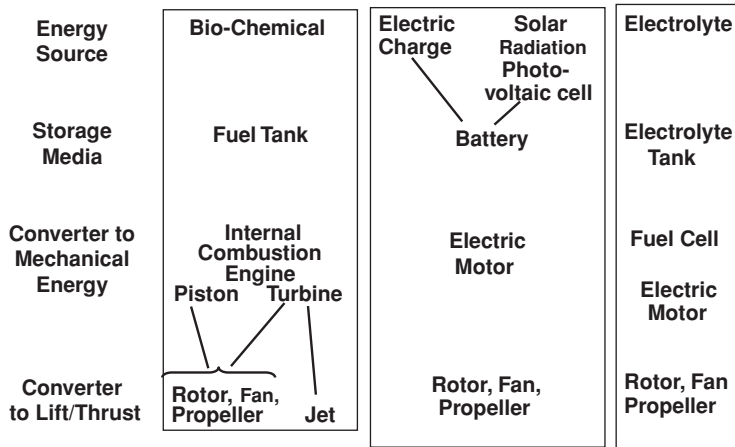 Energy
Source
Bio-Chemical
Electric
Charge
Solar
Radiation
Photo-
voltaic cell
Electrolyte
Storage
Media
Fuel Tank
Battery
Electrolyte
Tank
Converter to
Mechanical
Energy
Internal
Combustion
Engine
Piston Turbine
Electric
Motor
Fuel Cell
Electric
Motor
Converter
to Lift/Thrust
Rotor, Fan,
Propeller
Jet
Rotor, Fan,
Propeller
Rotor, Fan
Propeller